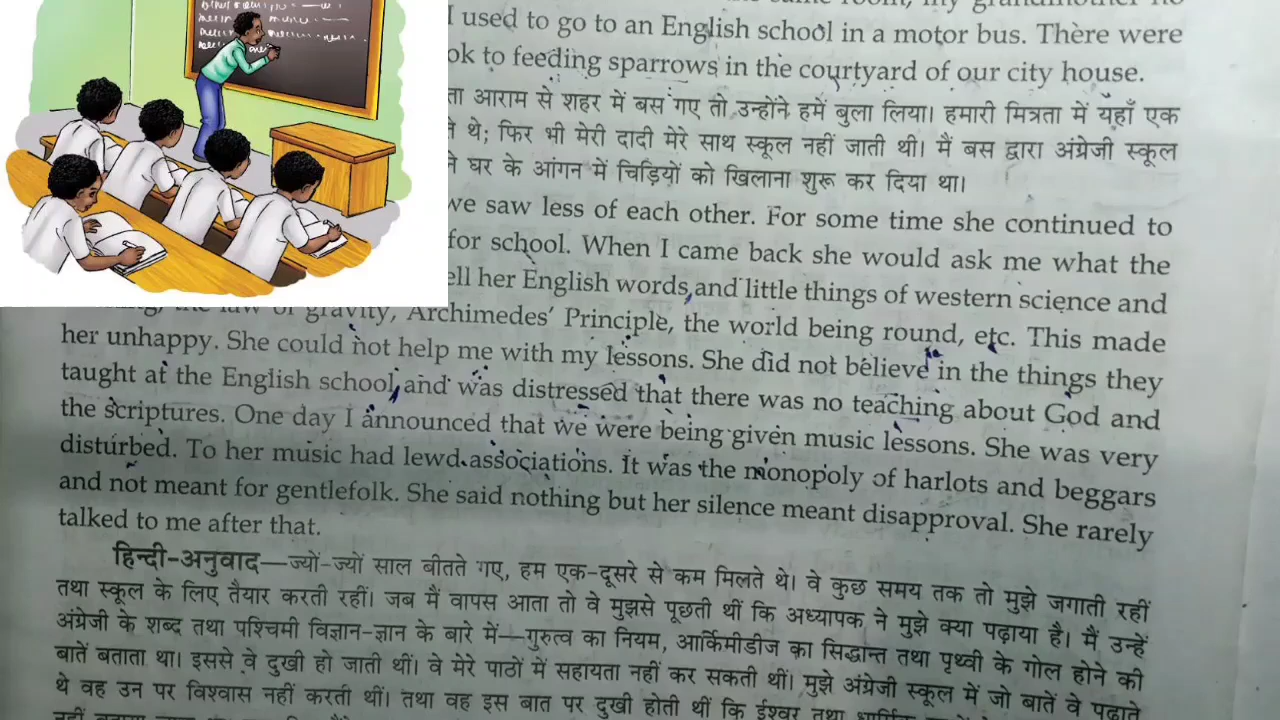 I used to go to an English school in a motor bus. There were
ok to feeding sparrows in the courtyard of our city house.
ता आराम से शहर में बस गए तो उन्होंने हमें बुला लिया। हमारी मित्रता में यहाँ एक
थे; फिर भी मेरी दादी मेरे साथ स्कूल नहीं जाती थी। मैं बस द्वारा अंग्रेजी स्कूल
घर के आंगन में चिड़ियों को खिलाना शुरू कर दिया था।
we saw less of each other. For some time she continued to
for school. When I came back she would ask me what the
ell her English words, and little things of western science and
the law of gravity, Archimedes' Principle, the world being round, etc. This made
her unhappy. She could not help me with my lessons. She did not believe in the things they
taught at the English school, and was distressed that there was no teaching about God and
the scriptures. One day I announced that we were being given music lessons. She was very
disturbed. To her music had lewd associations. It was the monopoly of harlots and beggars
and not meant for gentlefolk. She said nothing but her silence meant disapproval. She rarely
talked to me after that.
हिन्दी-अनुवाद—ज्यों-ज्यों साल बीतते गए, हम एक-दूसरे से कम मिलते थे। वे कुछ समय तक तो मुझे जगाती रहीं
तथा स्कूल के लिए तैयार करती रहीं। जब मैं वापस आता तो वे मुझसे पूछती थीं कि अध्यापक ने मुझे क्या पढ़ाया है। मैं उन्हें
अंग्रेजी के शब्द तथा पश्चिमी विज्ञान-ज्ञान के बारे में—गुरुत्व का नियम, आर्किमीडीज का सिद्धान्त तथा पृथ्वी के गोल होने की
बातें बताता था। इससे वे दुखी हो जाती थीं। वे मेरे पाठों में सहायता नहीं कर सकती थीं। मुझे अंग्रेजी स्कूल में जो बातें वे पढ़ाते
थे वह उन पर विश्वास नहीं करती थीं। तथा वह इस बात पर दुखी होती थीं कि ईश्वर तथा